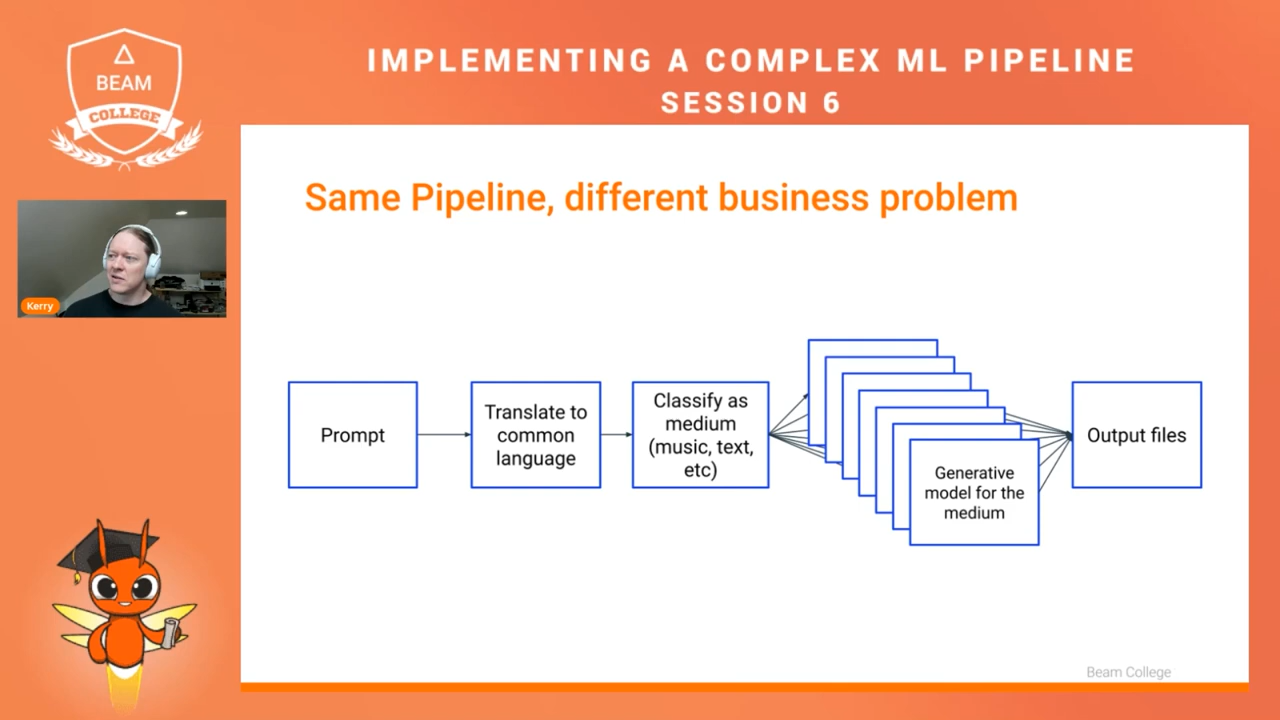 BEAM
COLLEGE
IMPLEMENTING A COMPLEX ML PIPELINE
SESSION 6
Kerry
Same Pipeline, different business problem
Prompt
Translate to
common
language
Classify as
medium
(music, text,
etc)
Generative
model for the
medium
Output files
Beam College